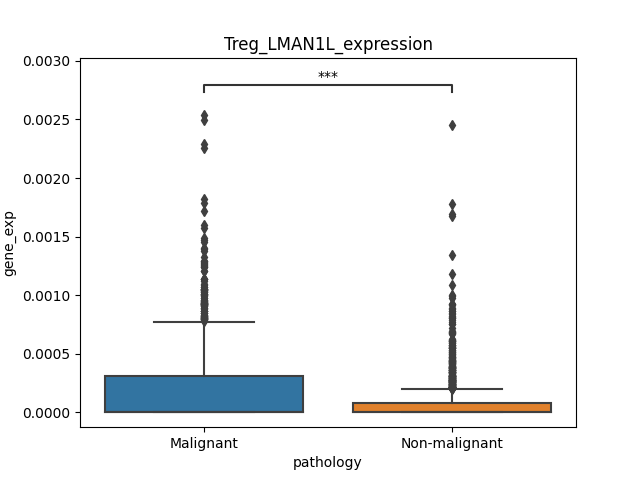 Treg_LMAN1L_expression
***
0.0030
0.0025
0.0020
0.0015
0.0010
0.0005
0.0000
gene_exp
Malignant
Non-malignant
pathology